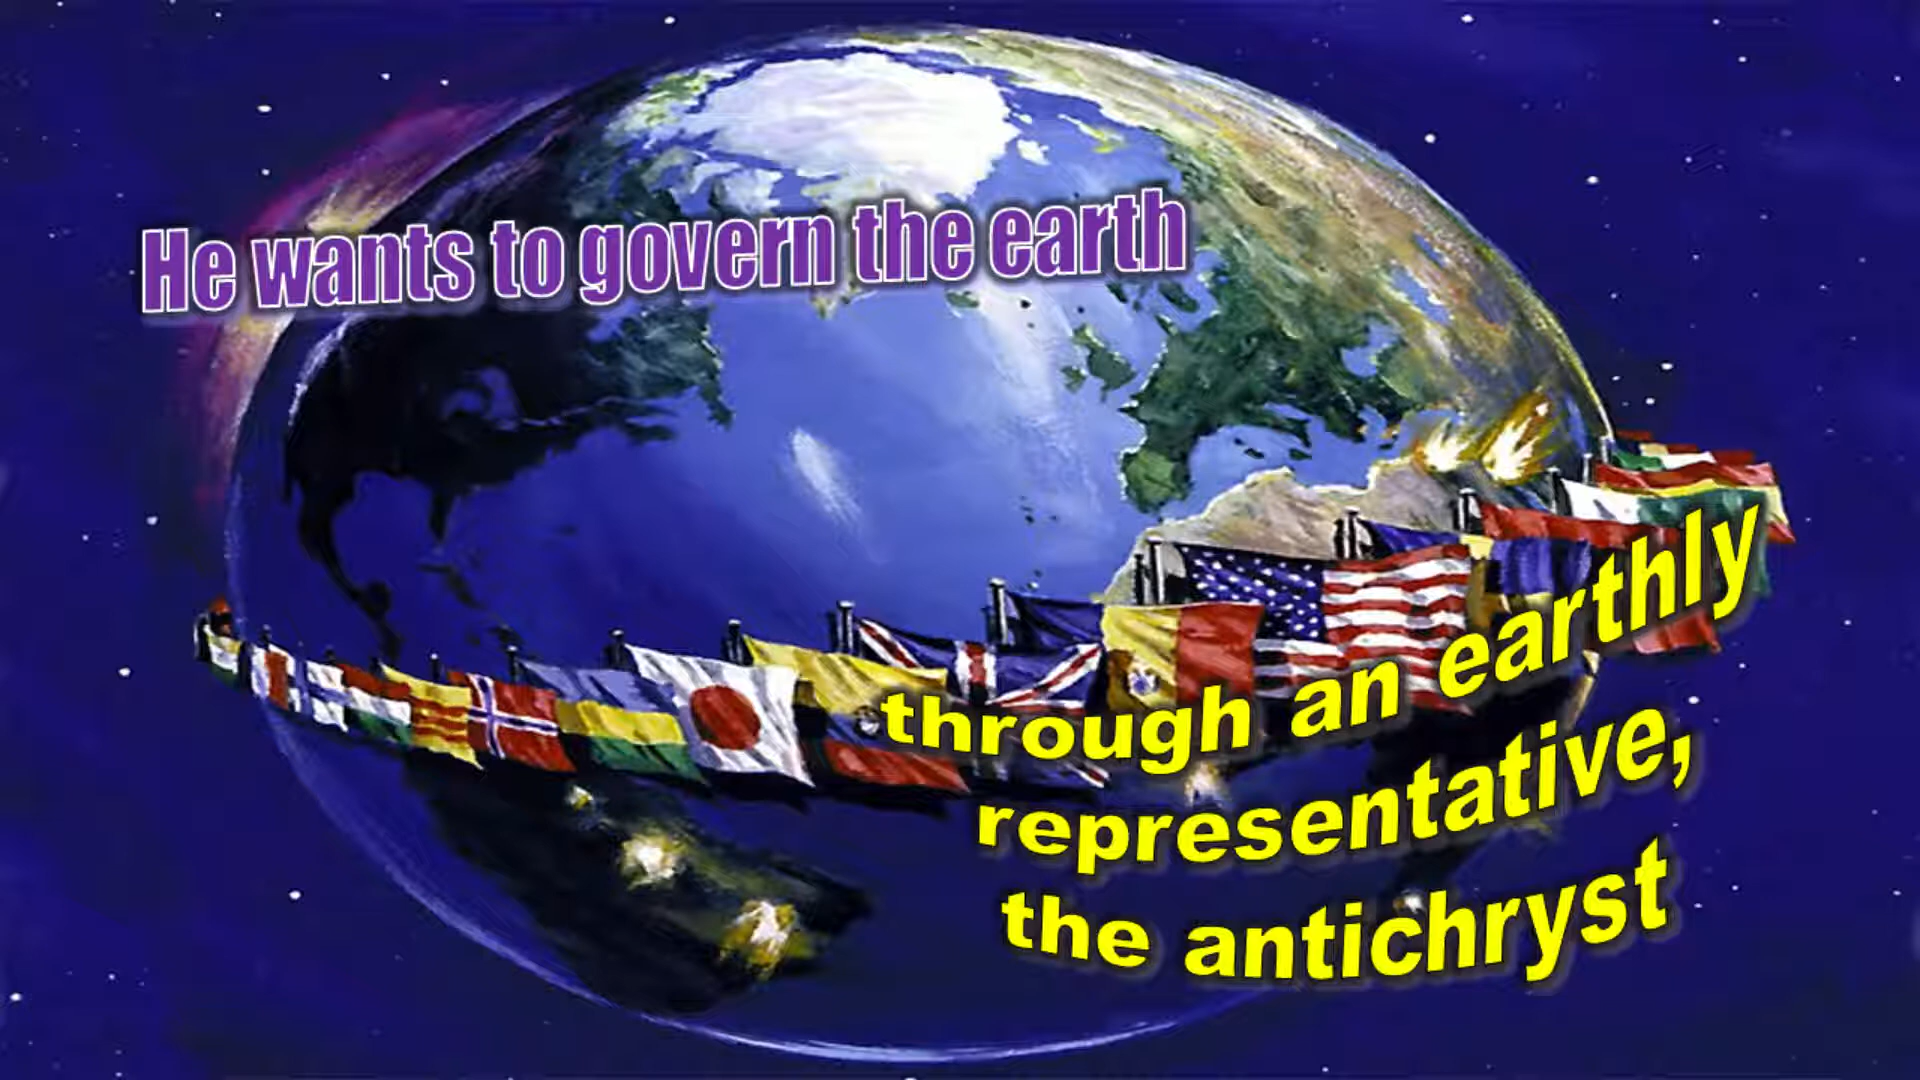 He wants to govern the earth
through an earthly
representative,
the antichryst